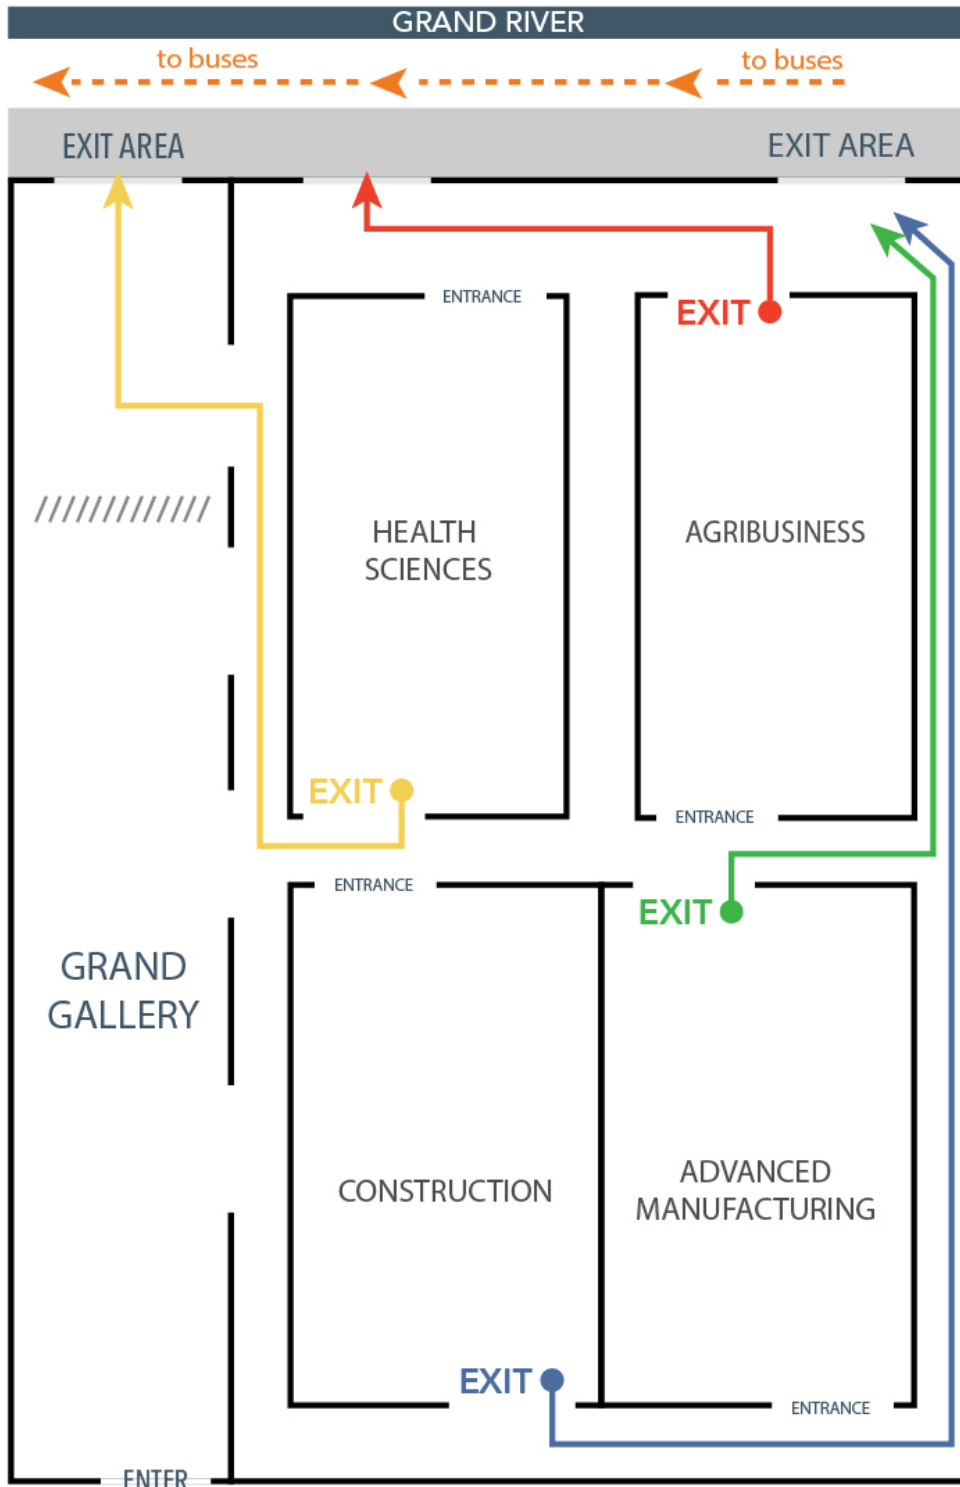 GRAND RIVER
to buses
to buses
EXIT AREA
EXIT AREA
ENTRANCE
EXIT
HEALTH
SCIENCES
AGRIBUSINESS
EXIT
ENTRANCE
ENTRANCE
EXIT
GRAND
GALLERY
CONSTRUCTION
ADVANCED
MANUFACTURING
EXIT
ENTRANCE
ENTER